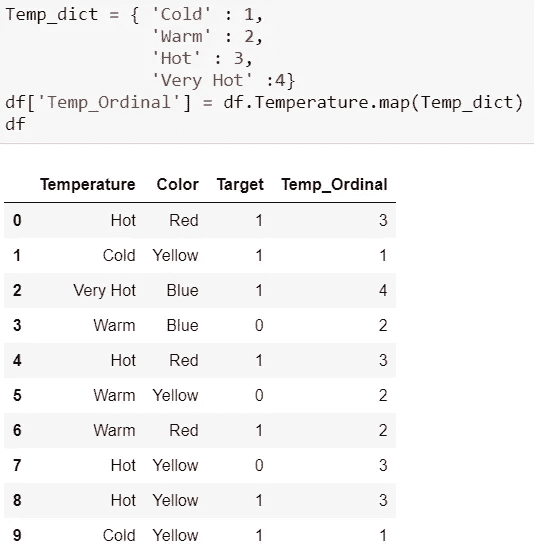 Temp_dict = { 'Cold' : 1,
'Warm' : 2,
'Hot' : 3,
'Very Hot' :4}
df['Temp_Ordinal'] = df.Temperature.map(Temp_dict)
df
Temperature Color Target Temp_Ordinal
0 Hot Red 1 3
1 Cold Yellow 1 1
2 Very Hot Blue 1 4
3 Warm Blue 0 2
4 Hot Red 1 3
5 Warm Yellow 0 2
6 Warm Red 1 2
7 Hot Yellow 0 3
8 Hot Yellow 1 3
9 Cold Yellow 1 1